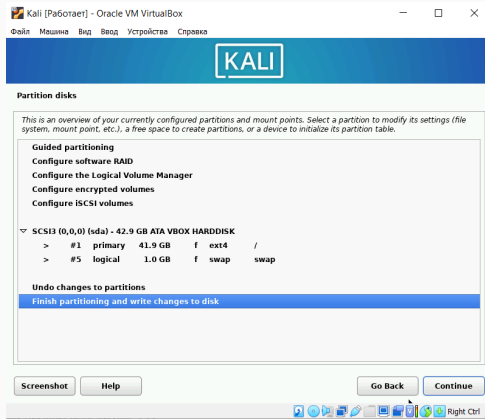 Kali [Работает] - Oracle VM VirtualBox
Файл Машина Вид Ввод Устройства Справка
KALI
Partition disks
This is an overview of your currently configured partitions and mount points. Select a partition to modify its settings (file
system, mount point, etc.), a free space to create partitions, or a device to initialize its partition table.
Guided partitioning
Configure software RAID
Configure the Logical Volume Manager
Configure encrypted volumes
Configure iSCSI volumes
SCSI3 (0,0,0) (sda) - 42.9 GB ATA VBOX HARDDISK
> #1 primary 41.9 GB f ext4 /
> #5 logical 1.0 GB f swap swap
Undo changes to partitions
Finish partitioning and write changes to disk
Screenshot Help Go Back Continue
Right Ctrl